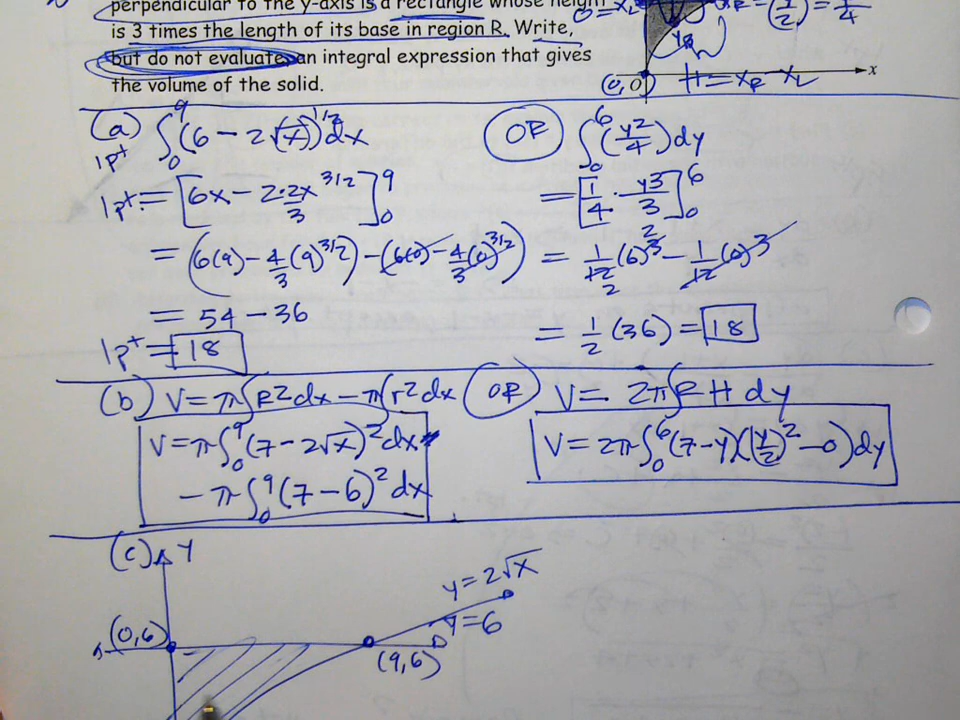 perpendicular to the y-axis is a rectangle whose height
is 3 times the length of its base in region R. Write,
but do not evaluate, an integral expression that gives
the volume of the solid.
(0,0)
x
H = x_R - x_L
(a) ∫₀⁹ (6 - 2√(x)) dx
1pt
OR ∫₀⁶ (y²/4) dy
1pt = [6x - 2·2x^(3/2)/3]₀⁹
= [1/4 · y³/3]₀⁶
= (6(9) - 4/3 (9)^(3/2)) - (6(0) - 4/3 (0)^(3/2))
= 1/12 (6)³ - 1/12 (0)³
= 54 - 36
1pt = 18
= 1/2 (36) = 18
(b) V = π∫R²dx - π∫r²dx
OR V = 2π∫R H dy
V = π∫₀⁹ (7 - 2√x)² dx
- π∫₀⁹ (7 - 6)² dx
V = 2π∫₀⁶ (7-y)((y/2)² - 0)dy
(c)
y
y = 2√x
y = 6
(0,6)
(9,6)